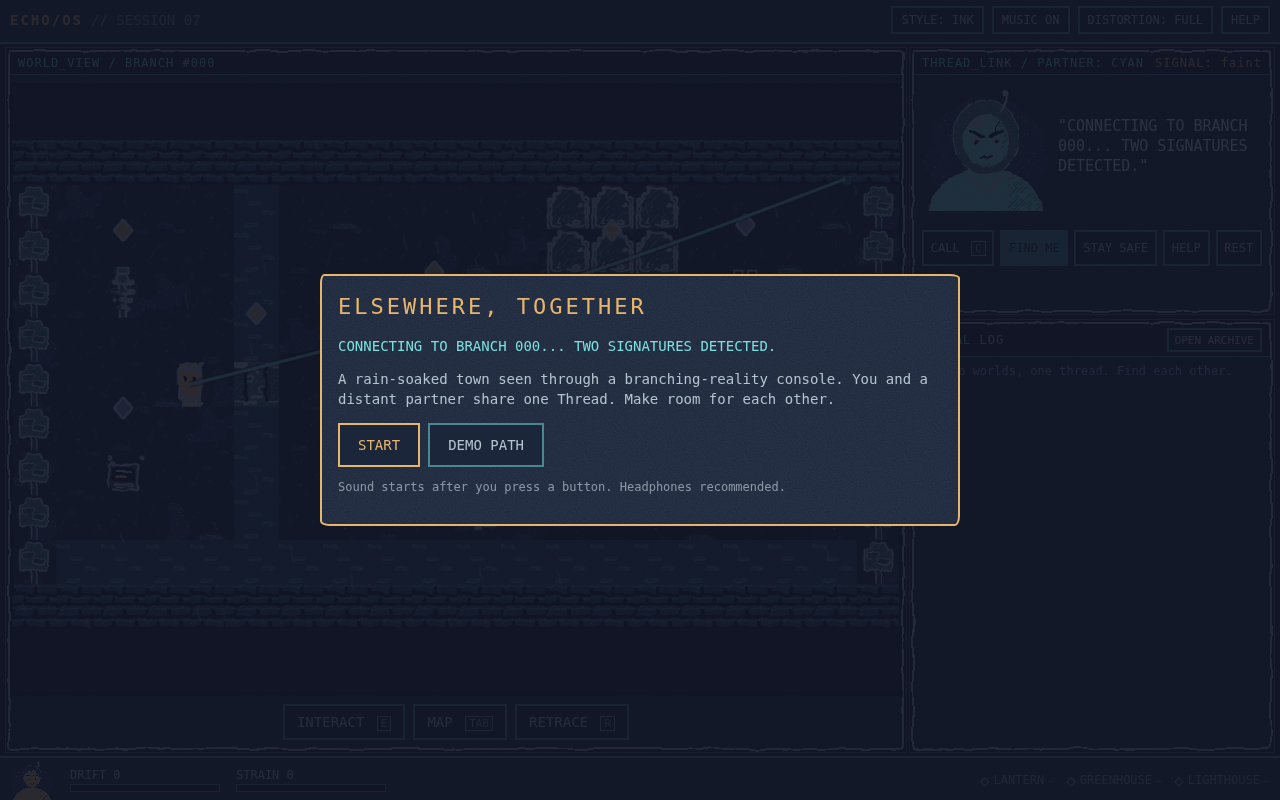 ECHO/OS // SESSION 07
STYLE: INK
MUSIC ON
DISTORTION: FULL
HELP
WORLD_VIEW / BRANCH #000
THREAD_LINK / PARTNER: CYAN
SIGNAL: faint
"CONNECTING TO BRANCH
000... TWO SIGNATURES
DETECTED."
CALL C
FIND ME
STAY SAFE
HELP
REST
ELSEWHERE, TOGETHER
CONNECTING TO BRANCH 000... TWO SIGNATURES DETECTED.
A rain-soaked town seen through a branching-reality console. You and a
distant partner share one Thread. Make room for each other.
START
DEMO PATH
Sound starts after you press a button. Headphones recommended.
LOG
OPEN ARCHIVE
worlds, one thread. Find each other.
INTERACT E
MAP TAB
RETRACE R
DRIFT 0
STRAIN 0
LANTERN
GREENHOUSE
LIGHTHOUSE